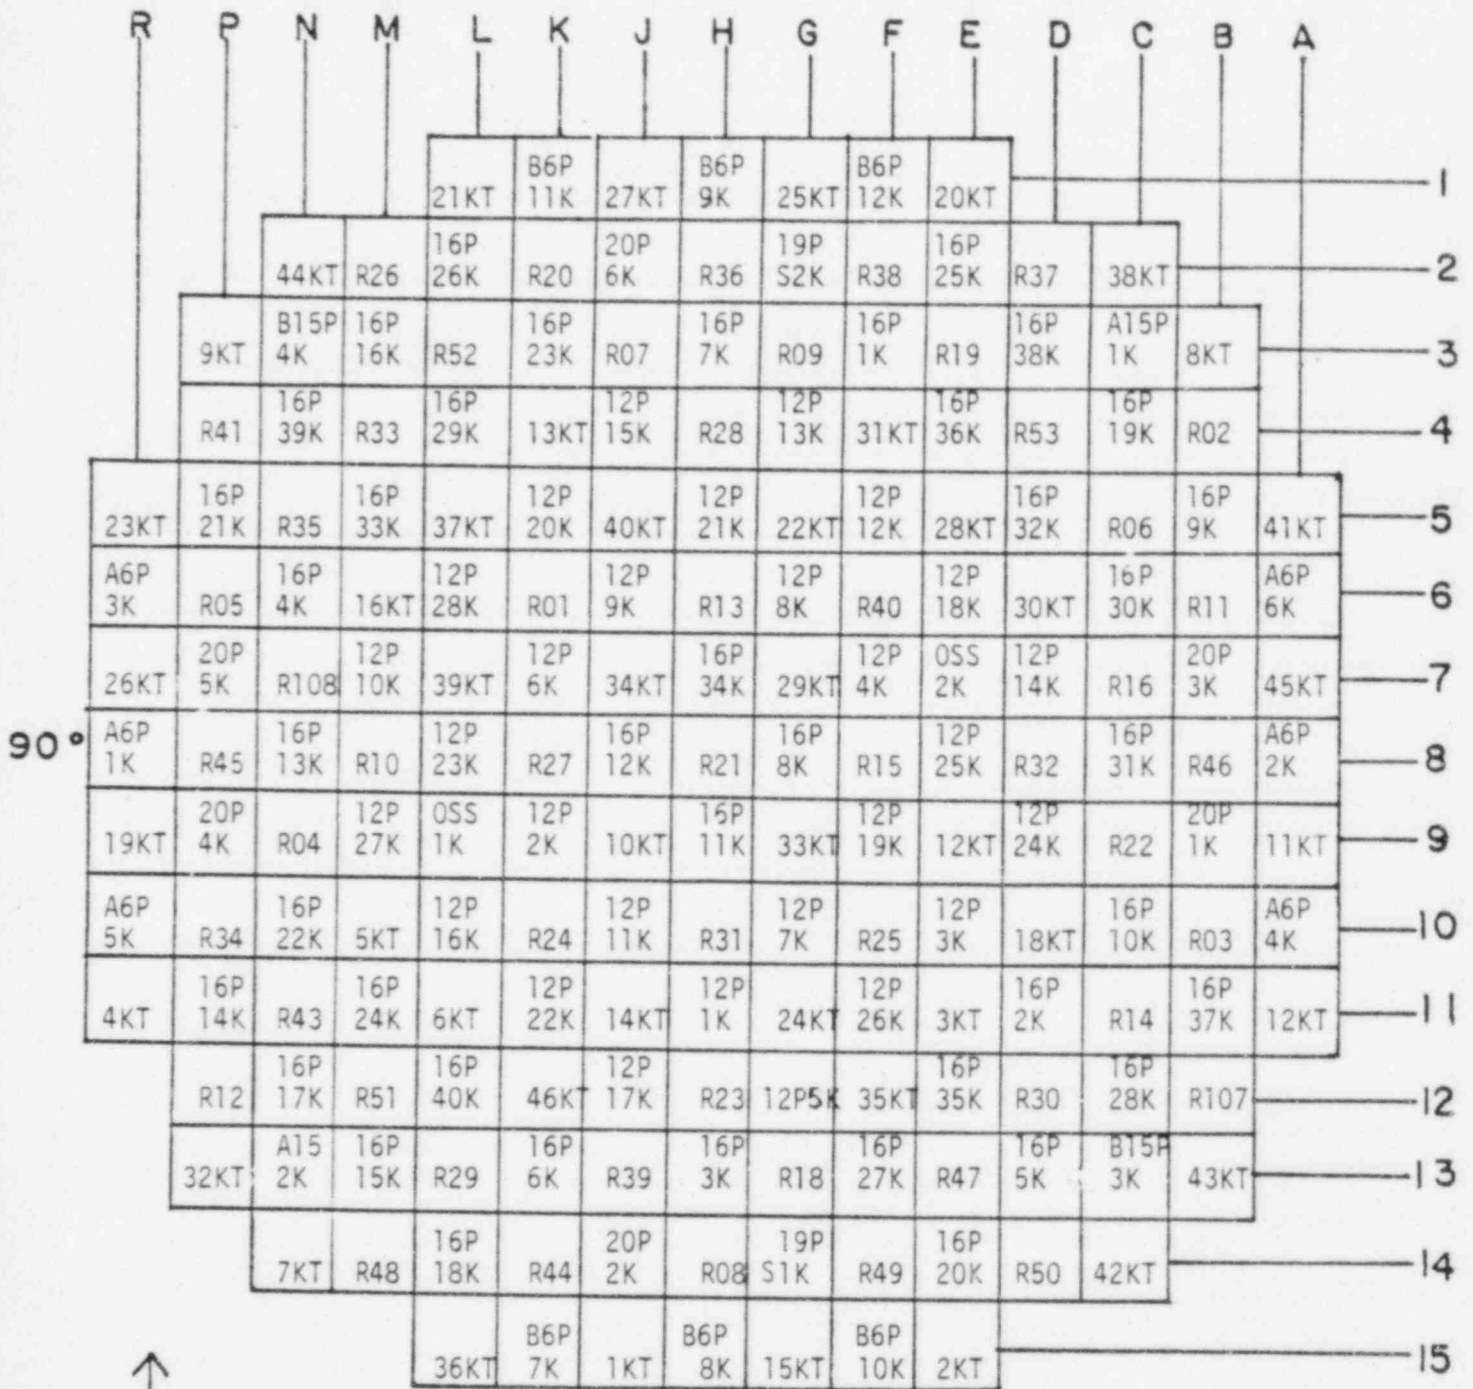 R P N M L K J H G F E D C B A
B6P B6P B6P
21KT 11K 27KT 9K 25KT 12K 20KT 1
16P 20P 19P 16P
44KT R26 26K R20 6K R36 S2K R38 25K R37 38KT 2
B15P 16P 16P 16P 16P 16P A15P
9KT 4K 16K R52 23K R07 7K R09 1K R19 38K 1K 8KT 3
16P 16P 12P 12P 16P 16P
R41 39K R33 29K 13KT 15K R28 13K 31KT 36K R53 19K R02 4
16P 16P 12P 12P 12P 16P 16P
23KT 21K R35 33K 37KT 20K 40KT 21K 22KT 12K 28KT 32K R06 9K 41KT 5
A6P 16P 12P 12P 12P 12P 16P A6P
3K R05 4K 16KT 28K R01 9K R13 8K R40 18K 30KT 30K R11 6K 6
20P 12P 12P 16P 12P 0SS 12P 20P
26KT 5K R108 10K 39KT 6K 34KT 34K 29KT 4K 2K 14K R16 3K 45KT 7
90°
A6P 16P 12P 16P 16P 12P 16P A6P
1K R45 13K R10 23K R27 12K R21 8K R15 25K R32 31K R46 2K 8
20P 12P 0SS 12P 16P 12P 12P 20P
19KT 4K R04 27K 1K 2K 10KT 11K 33KT 19K 12KT 24K R22 1K 11KT 9
A6P 16P 12P 12P 12P 12P 16P A6P
5K R34 22K 5KT 16K R24 11K R31 7K R25 3K 18KT 10K R03 4K 10
16P 16P 12P 12P 12P 16P 16P
4KT 14K R43 24K 6KT 22K 14KT 1K 24KT 26K 3KT 2K R14 37K 12KT 11
16P 16P 12P 16P 16P
R12 17K R51 40K 46KT 17K R23 12P5K 35KT 35K R30 28K R107 12
A15 16P 16P 16P 16P 16P B15P
32KT 2K 15K R29 6K R39 3K R18 27K R47 5K 3K 43KT 13
16P 20P 19P 16P
7KT R48 18K R44 2K R08 S1K R49 20K R50 42KT 14
B6P B6P B6P
36KT 7K 1KT 8K 15KT 10K 2KT 15